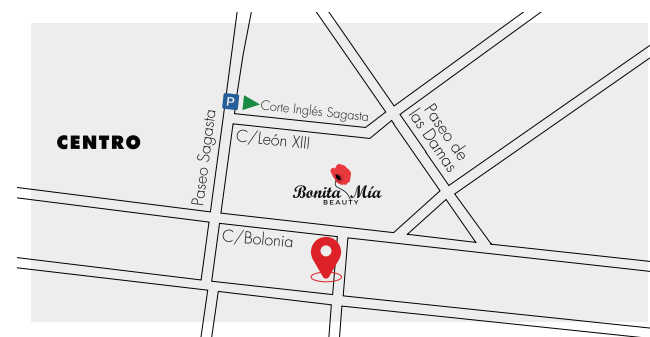 P
Corte Inglés Sagasta
CENTRO
Paseo Sagasta
C/León XIII
Paseo de
las Damas
Bonita Mía
BEAUTY
C/Bolonia